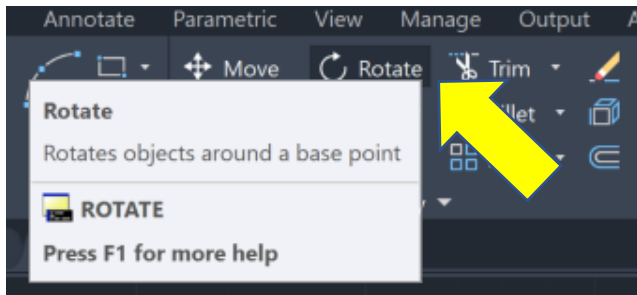 Annotate Parametric View Manage Output A
Move Rotate Trim
Rotate
Rotates objects around a base point
ROTATE
Press F1 for more help